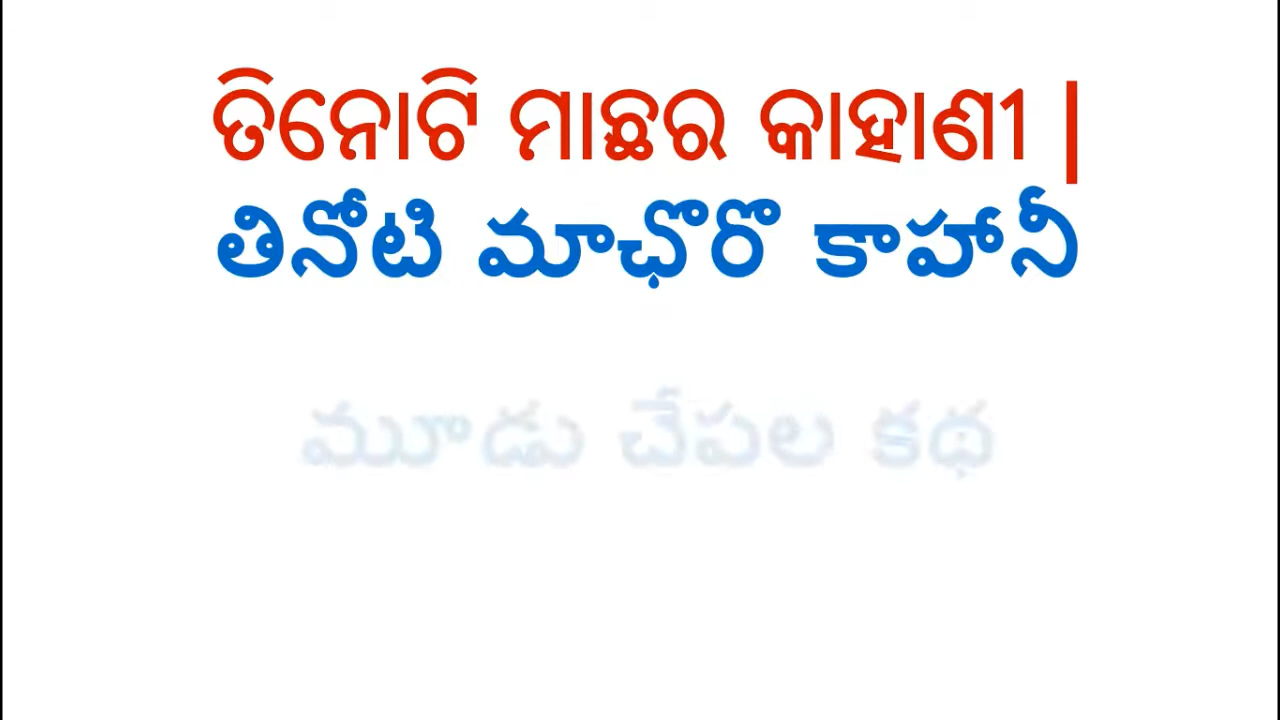 ତିନୋଟି ମାଛର କାହାଣୀ |
తినోటి మాఛొరొ కాహానీ
మూడు చేపల కథ